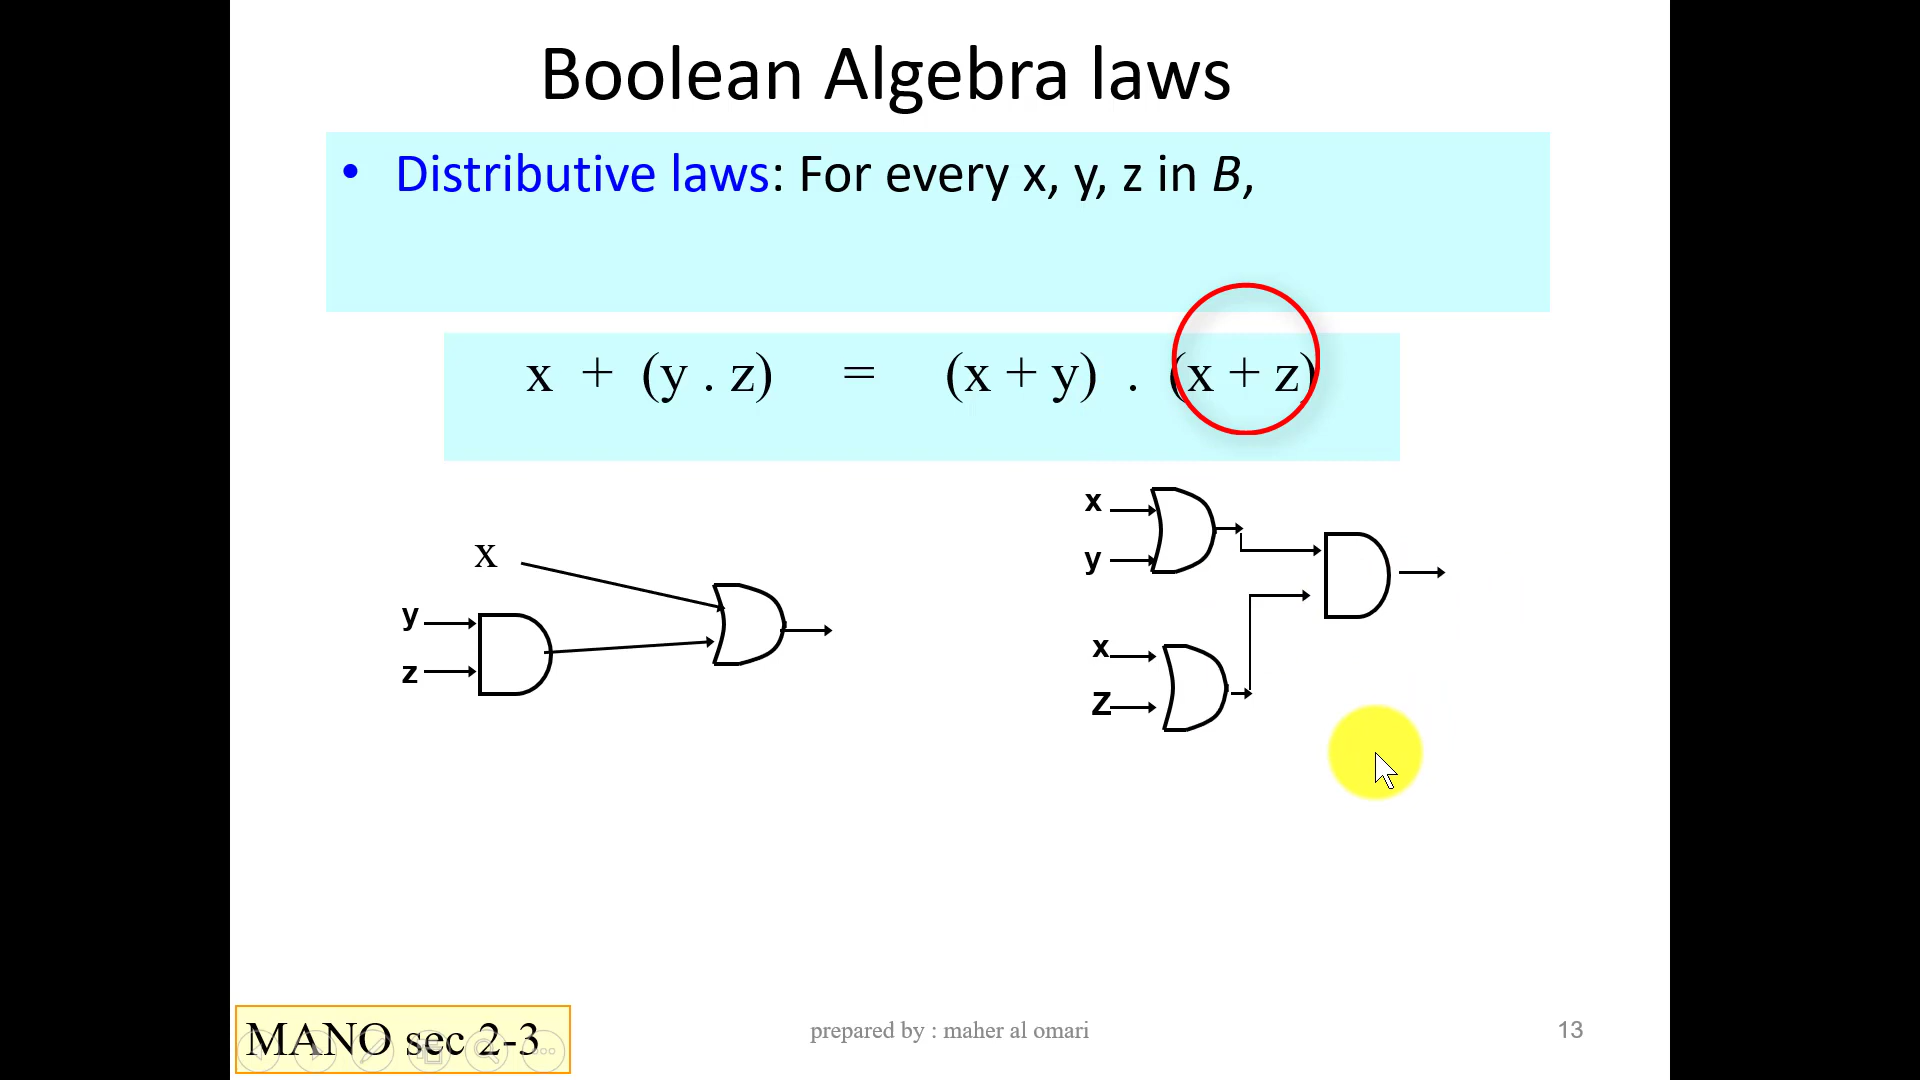 Boolean Algebra laws
• Distributive laws: For every x, y, z in B,
x + (y . z) = (x + y) . (x + z)
x
y
x
y
z
x
Z
MANO sec 2-3
prepared by : maher al omari
13